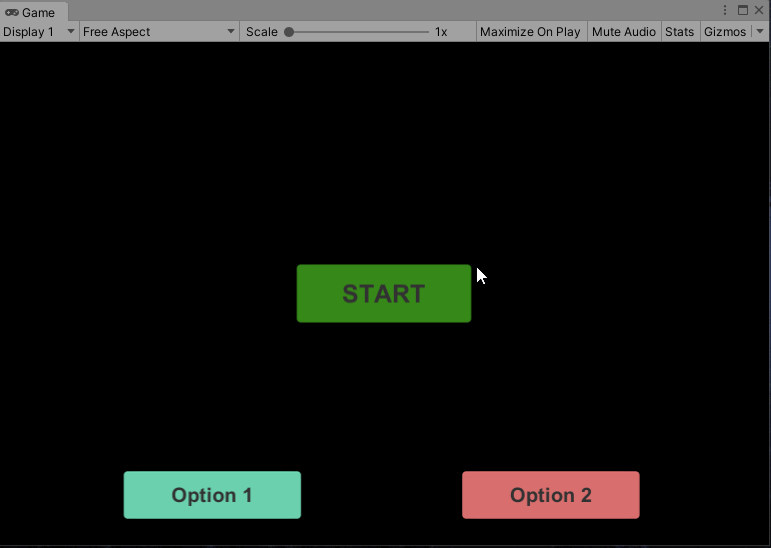 Game
Display 1 Free Aspect Scale 1x Maximize On Play Mute Audio Stats Gizmos
START
Option 1 Option 2